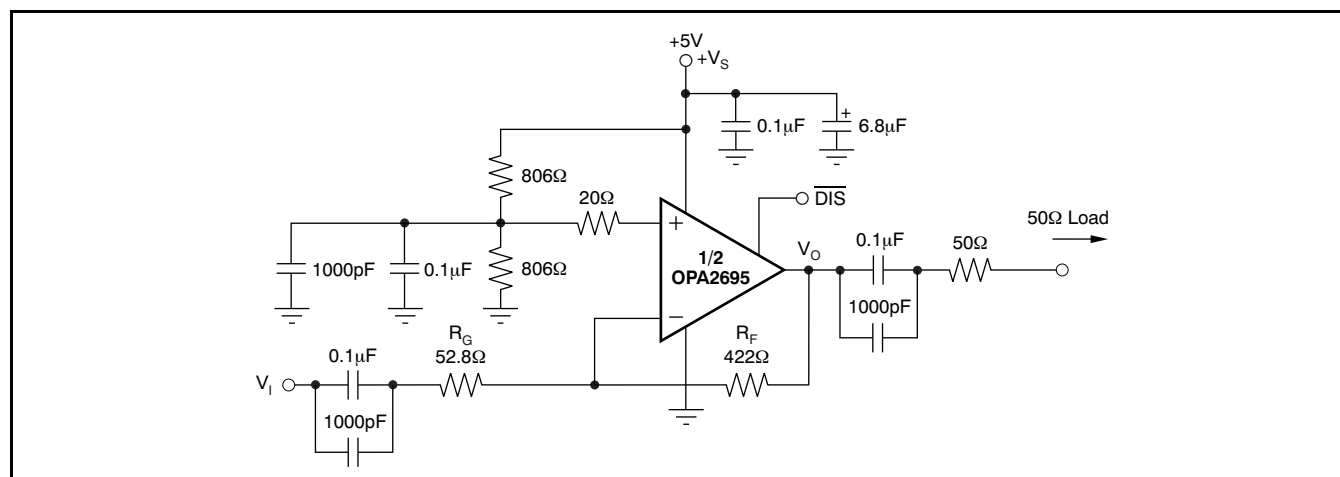 +5V
+V_S
0.1μF
+
6.8μF
806Ω
20Ω
D̅I̅S̅
50Ω Load
+
1/2
OPA2695
V_O
0.1μF
50Ω
1000pF
0.1μF
806Ω
1000pF
−
R_G
52.8Ω
R_F
422Ω
0.1μF
V_I
1000pF